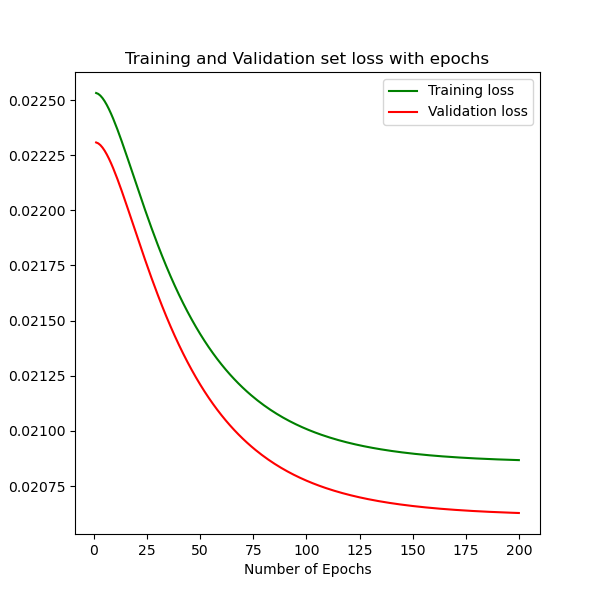 Training and Validation set loss with epochs
Training loss
Validation loss
0.02250
0.02225
0.02200
0.02175
0.02150
0.02125
0.02100
0.02075
0 25 50 75 100 125 150 175 200
Number of Epochs